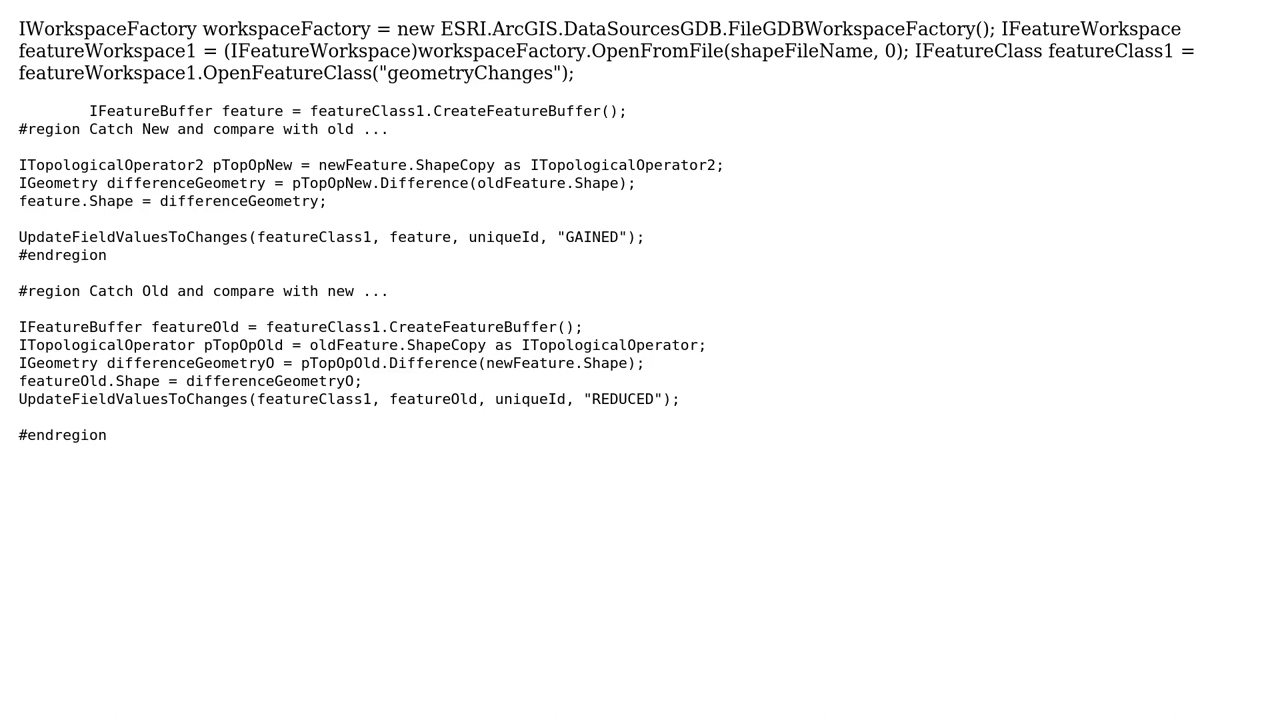 IWorkspaceFactory workspaceFactory = new ESRI.ArcGIS.DataSourcesGDB.FileGDBWorkspaceFactory(); IFeatureWorkspace
featureWorkspace1 = (IFeatureWorkspace)workspaceFactory.OpenFromFile(shapeFileName, 0); IFeatureClass featureClass1 =
featureWorkspace1.OpenFeatureClass("geometryChanges");
IFeatureBuffer feature = featureClass1.CreateFeatureBuffer();
#region Catch New and compare with old ...
ITopologicalOperator2 pTopOpNew = newFeature.ShapeCopy as ITopologicalOperator2;
IGeometry differenceGeometry = pTopOpNew.Difference(oldFeature.Shape);
feature.Shape = differenceGeometry;
UpdateFieldValuesToChanges(featureClass1, feature, uniqueId, "GAINED");
#endregion
#region Catch Old and compare with new ...
IFeatureBuffer featureOld = featureClass1.CreateFeatureBuffer();
ITopologicalOperator pTopOpOld = oldFeature.ShapeCopy as ITopologicalOperator;
IGeometry differenceGeometryO = pTopOpOld.Difference(newFeature.Shape);
featureOld.Shape = differenceGeometryO;
UpdateFieldValuesToChanges(featureClass1, featureOld, uniqueId, "REDUCED");
#endregion